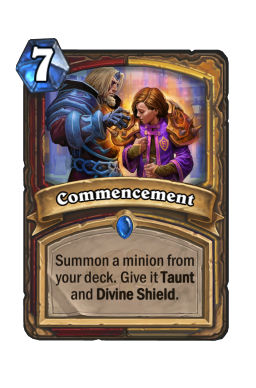 7
Commencement
Summon a minion from
your deck. Give it Taunt
and Divine Shield.